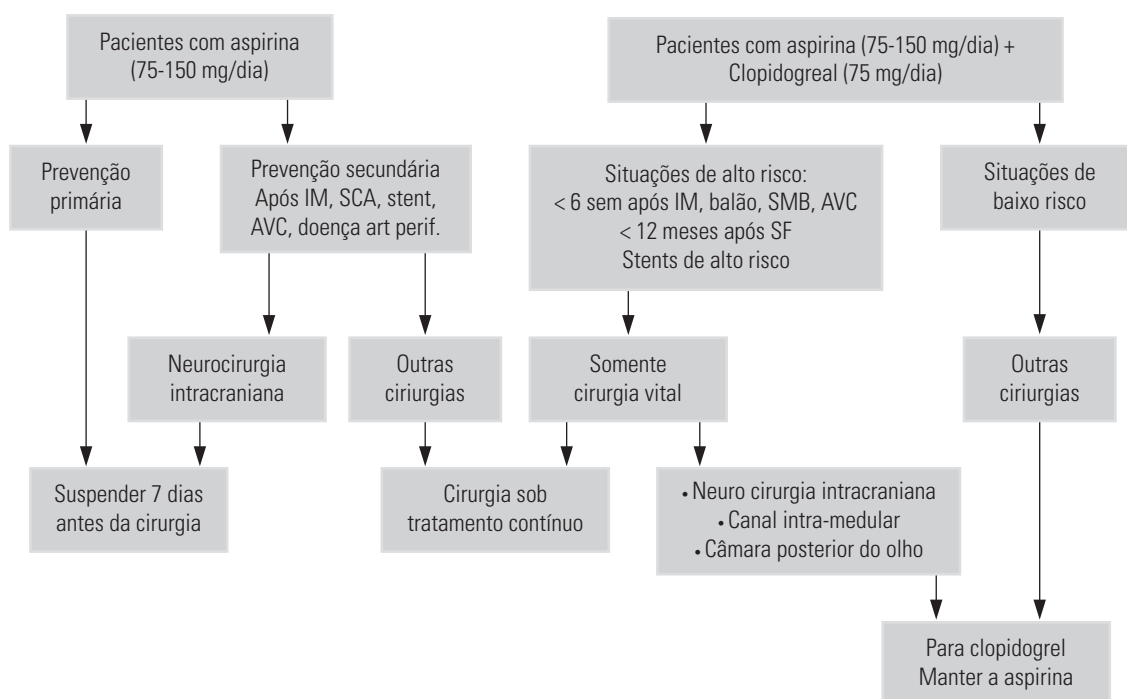 Pacientes com aspirina
(75-150 mg/dia)
Pacientes com aspirina (75-150 mg/dia) +
Clopidogreal (75 mg/dia)
Prevenção
primária
Prevenção secundária
Após IM, SCA, stent,
AVC, doença art perif.
Situações de alto risco:
< 6 sem após IM, balão, SMB, AVC
< 12 meses após SF
Stents de alto risco
Situações de
baixo risco
Neurocirurgia
intracraniana
Outras
ciriurgias
Somente
cirurgia vital
Outras
ciriurgias
Suspender 7 dias
antes da cirurgia
Cirurgia sob
tratamento contínuo
• Neuro cirurgia intracraniana
• Canal intra-medular
• Câmara posterior do olho
Para clopidogrel
Manter a aspirina